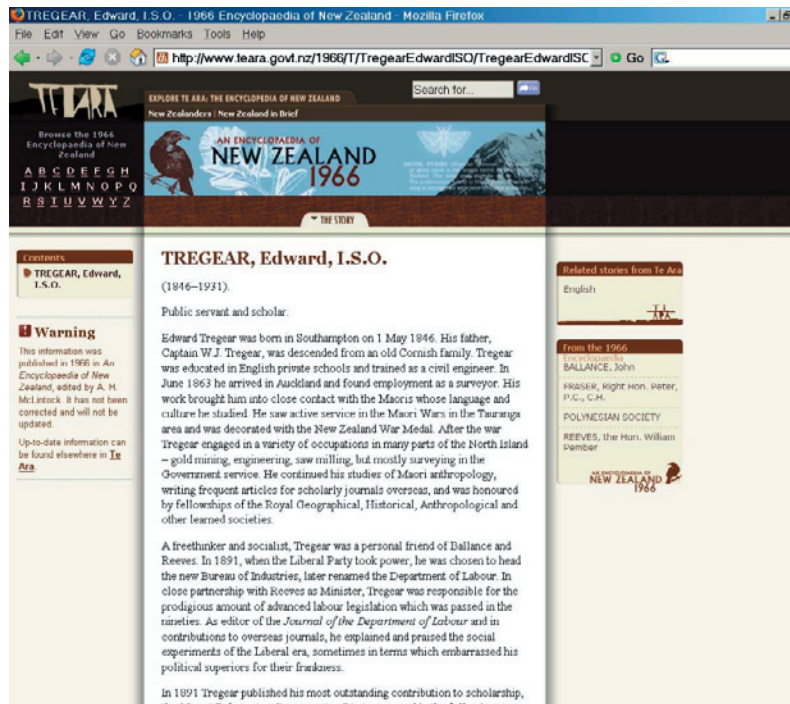 TREGEAR, Edward, I.S.O. - 1966 Encyclopaedia of New Zealand - Mozilla Firefox
File Edit View Go Bookmarks Tools Help
http://www.teara.govt.nz/1966/T/TregearEdwardISO/TregearEdwardISC
Go
G
TE ARA
Browse the 1966
Encyclopaedia of New
Zealand
A B C D E F G H
I J K L M N O P Q
R S T U V W Y Z
EXPLORE TE ARA: THE ENCYCLOPEDIA OF NEW ZEALAND
Search for...
Go
New Zealanders | New Zealand in Brief
AN ENCYCLOPAEDIA OF
NEW ZEALAND
1966
THE STORY
Contents
TREGEAR, Edward,
I.S.O.
Warning
This information was
published in 1966 in An
Encyclopaedia of New
Zealand, edited by A. H.
McLintock. It has not been
corrected and will not be
updated.
Up-to-date information can
be found elsewhere in Te
Ara.
TREGEAR, Edward, I.S.O.
(1846–1931).
Public servant and scholar.
Edward Tregear was born in Southampton on 1 May 1846. His father,
Captain W.J. Tregear, was descended from an old Cornish family. Tregear
was educated in English private schools and trained as a civil engineer. In
June 1863 he arrived in Auckland and found employment as a surveyor. His
work brought him into close contact with the Maoris whose language and
culture he studied. He saw active service in the Maori Wars in the Tauranga
area and was decorated with the New Zealand War Medal. After the war
Tregear engaged in a variety of occupations in many parts of the North Island
– gold mining, engineering, saw milling, but mostly surveying in the
Government service. He continued his studies of Maori anthropology,
writing frequent articles for scholarly journals overseas, and was honoured
by fellowships of the Royal Geographical, Historical, Anthropological and
other learned societies.
A freethinker and socialist, Tregear was a personal friend of Ballance and
Reeves. In 1891, when the Liberal Party took power, he was chosen to head
the new Bureau of Industries, later renamed the Department of Labour. In
close partnership with Reeves as Minister, Tregear was responsible for the
prodigious amount of advanced labour legislation which was passed in the
nineties. As editor of the Journal of the Department of Labour and in
contributions to overseas journals, he explained and praised the social
experiments of the Liberal era, sometimes in terms which embarrassed his
political superiors for their frankness.
In 1891 Tregear published his most outstanding contribution to scholarship,
Related stories from Te Ara
English
From the 1966
Encyclopaedia
BALLANCE, John
FRASER, Right Hon. Peter,
P.C., C.H.
POLYNESIAN SOCIETY
REEVES, the Hon. William
Pember
AN ENCYCLOPAEDIA OF
NEW ZEALAND
1966